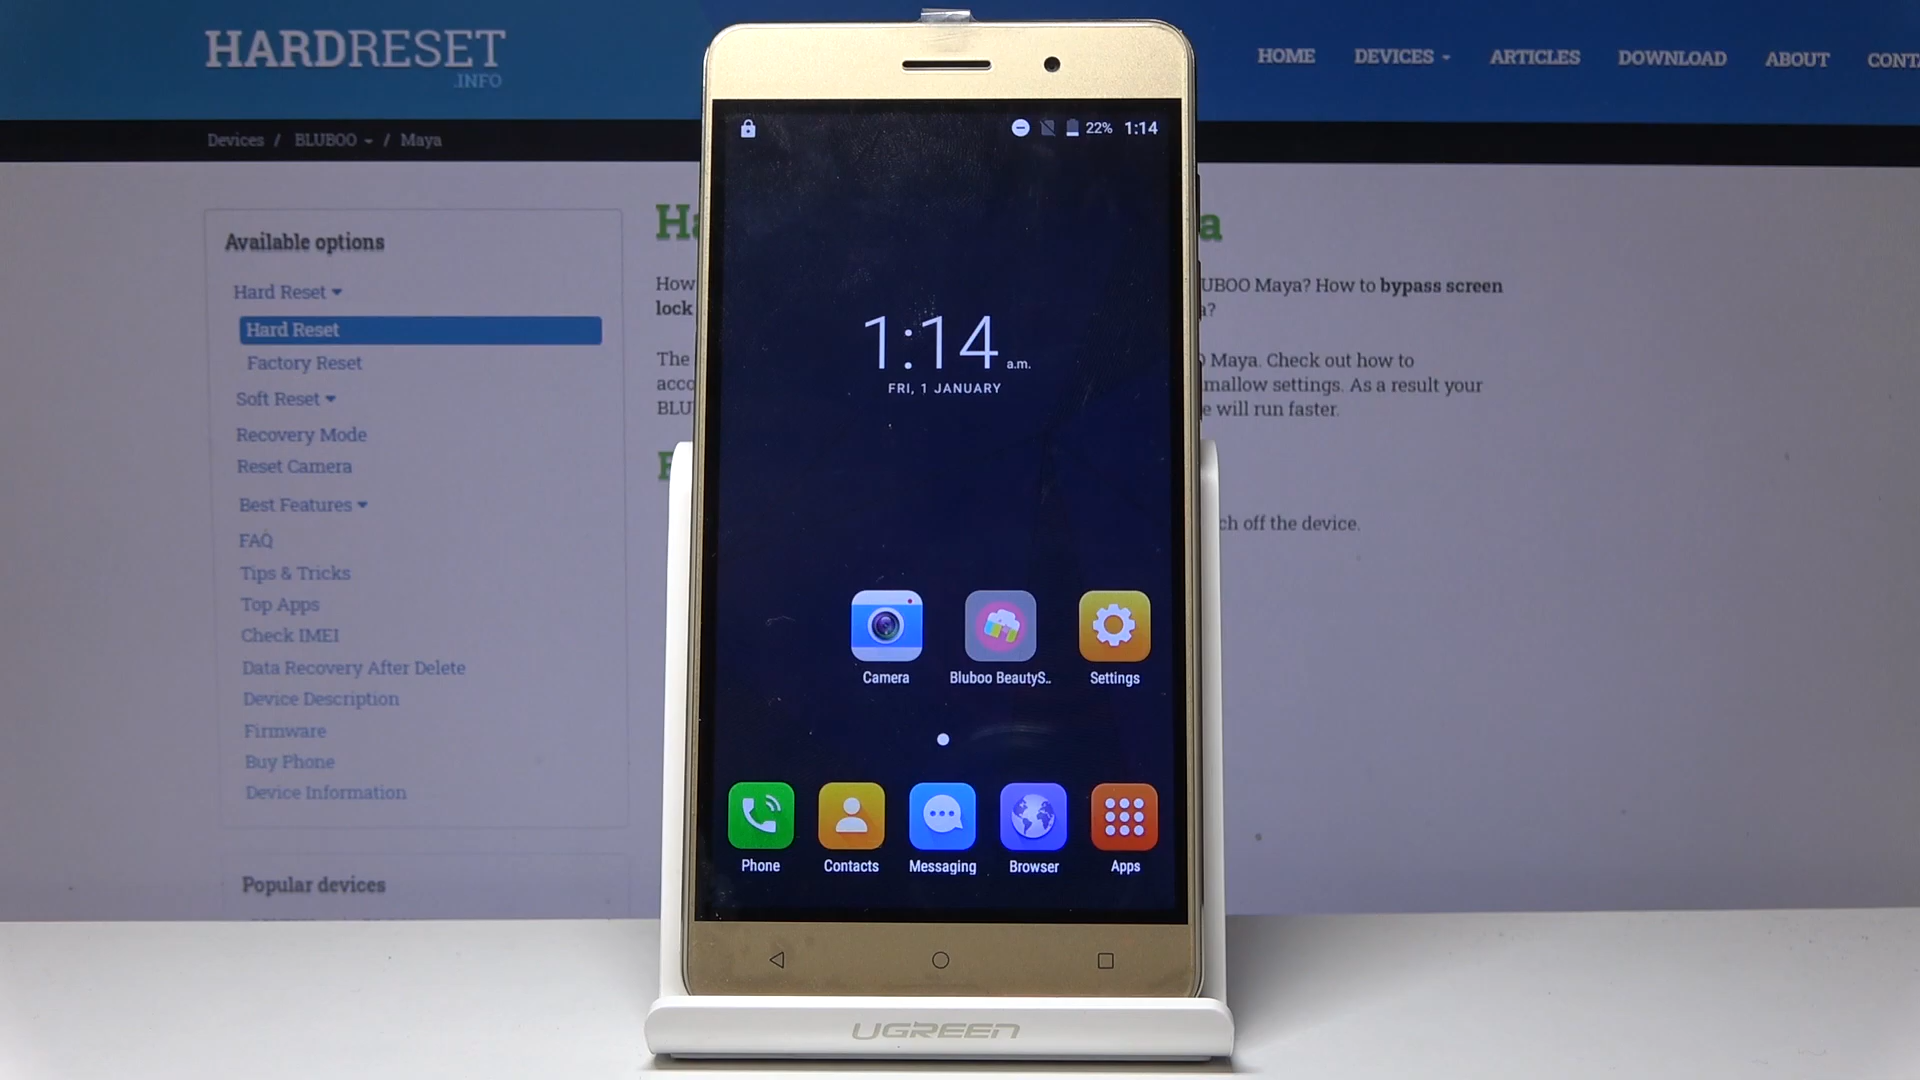 HARDRESET
.INFO
HOME DEVICES ARTICLES DOWNLOAD ABOUT
Devices / BLUBOO / Maya
Available options
Hard Reset
Hard Reset
Factory Reset
Soft Reset
Recovery Mode
Reset Camera
Best Features
FAQ
Tips & Tricks
Top Apps
Check IMEI
Data Recovery After Delete
Device Description
Firmware
Buy Phone
Device Information
Popular devices
How
lock
The
22% 1:14
1:14 a.m.
FRI, 1 JANUARY
Camera
Bluboo BeautyS..
Settings
Phone
Contacts
Messaging
Browser
Apps
Maya? How to bypass screen
Maya. Check out how to
settings. As a result your
will run faster.
off the device.
UGREEN